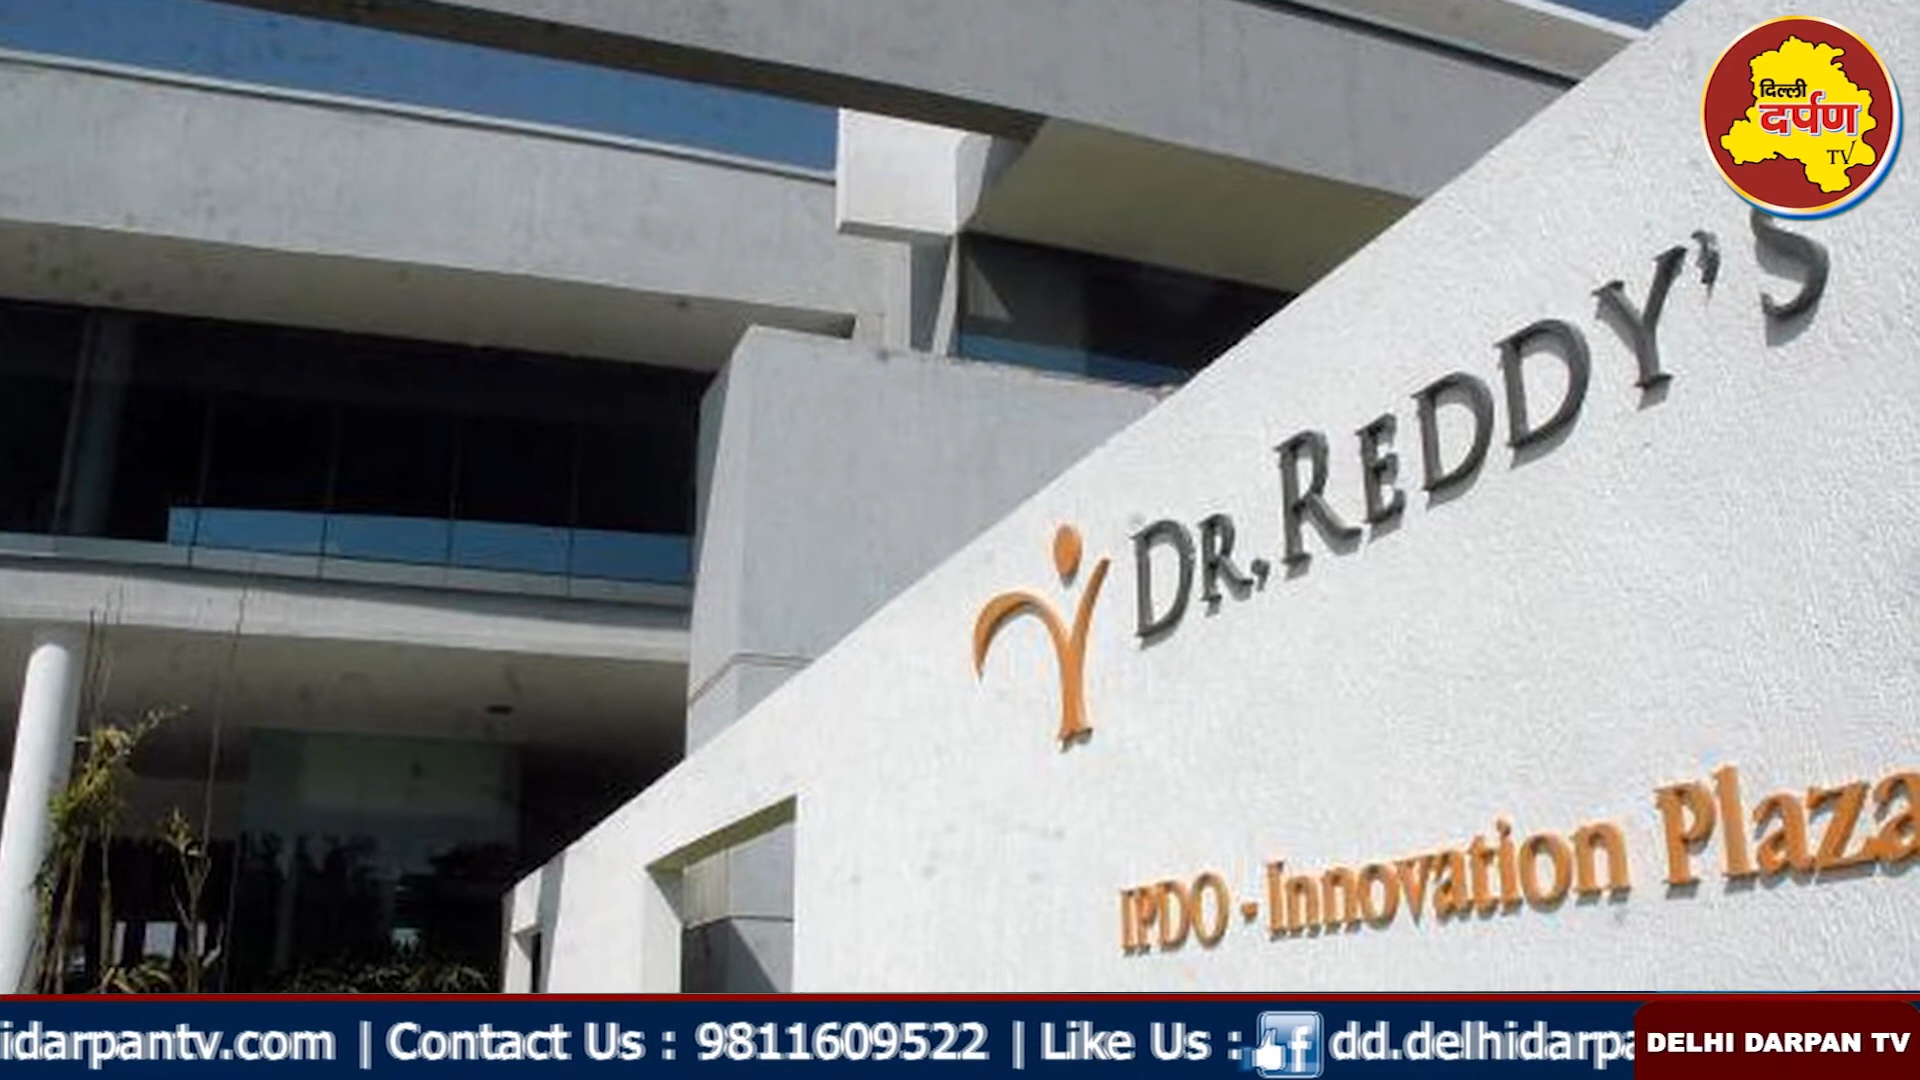 दिल्ली
दर्पण
TV
DR. REDDY'S
IPDO - Innovation Plaza
idarpantv.com | Contact Us : 9811609522 | Like Us : f dd.delhidarpa
DELHI DARPAN TV